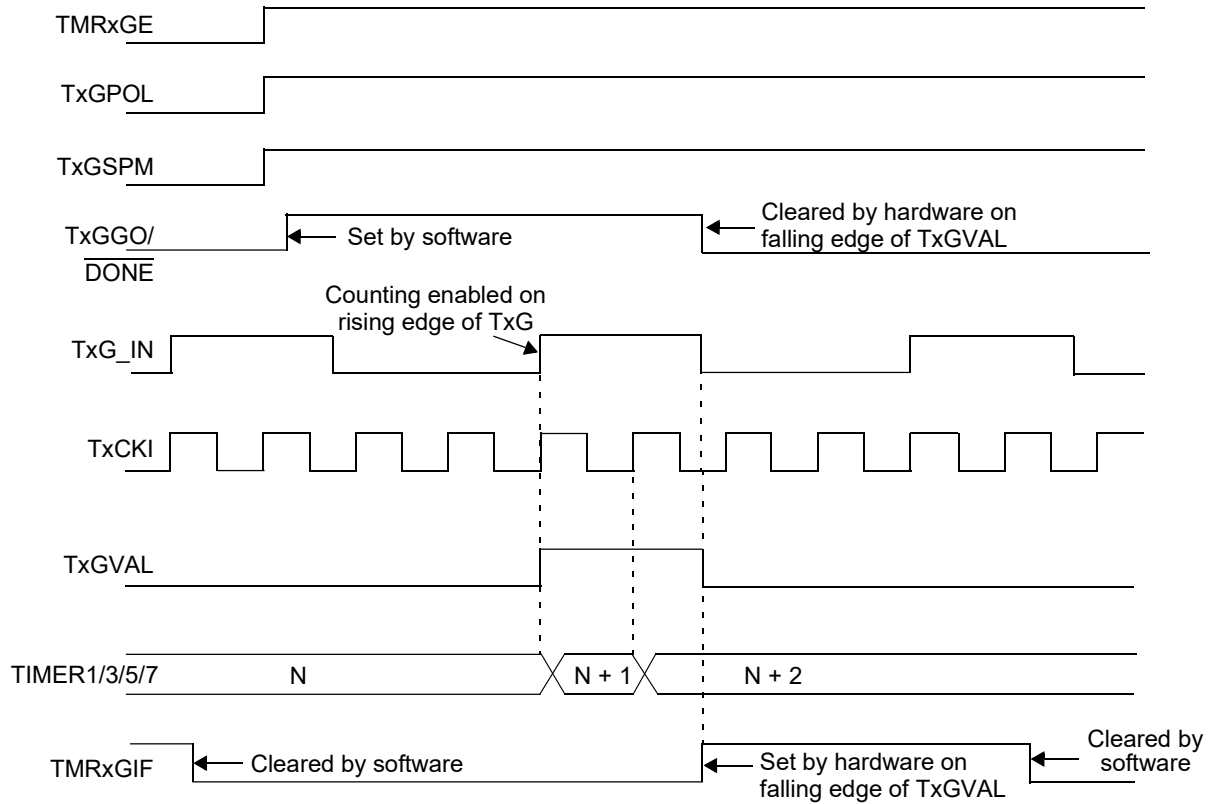 TMRxGE
TxGPOL
TxGSPM
TxGGO/
DONE
Set by software
Cleared by hardware on
falling edge of TxGVAL
Counting enabled on
rising edge of TxG
TxG_IN
TxCKI
TxGVAL
TIMER1/3/5/7
N
N + 1
N + 2
TMRxGIF
Cleared by software
Set by hardware on
falling edge of TxGVAL
Cleared by
software